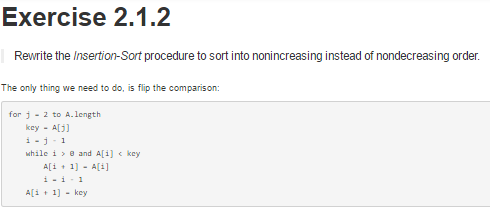 Exercise 2.1.2
Rewrite the Insertion-Sort procedure to sort into nonincreasing instead of nondecreasing order.
The only thing we need to do, is flip the comparison:
for j = 2 to A.length
    key = A[j]
    i = j - 1
    while i > 0 and A[i] < key
        A[i + 1] = A[i]
        i = i - 1
    A[i + 1] = key